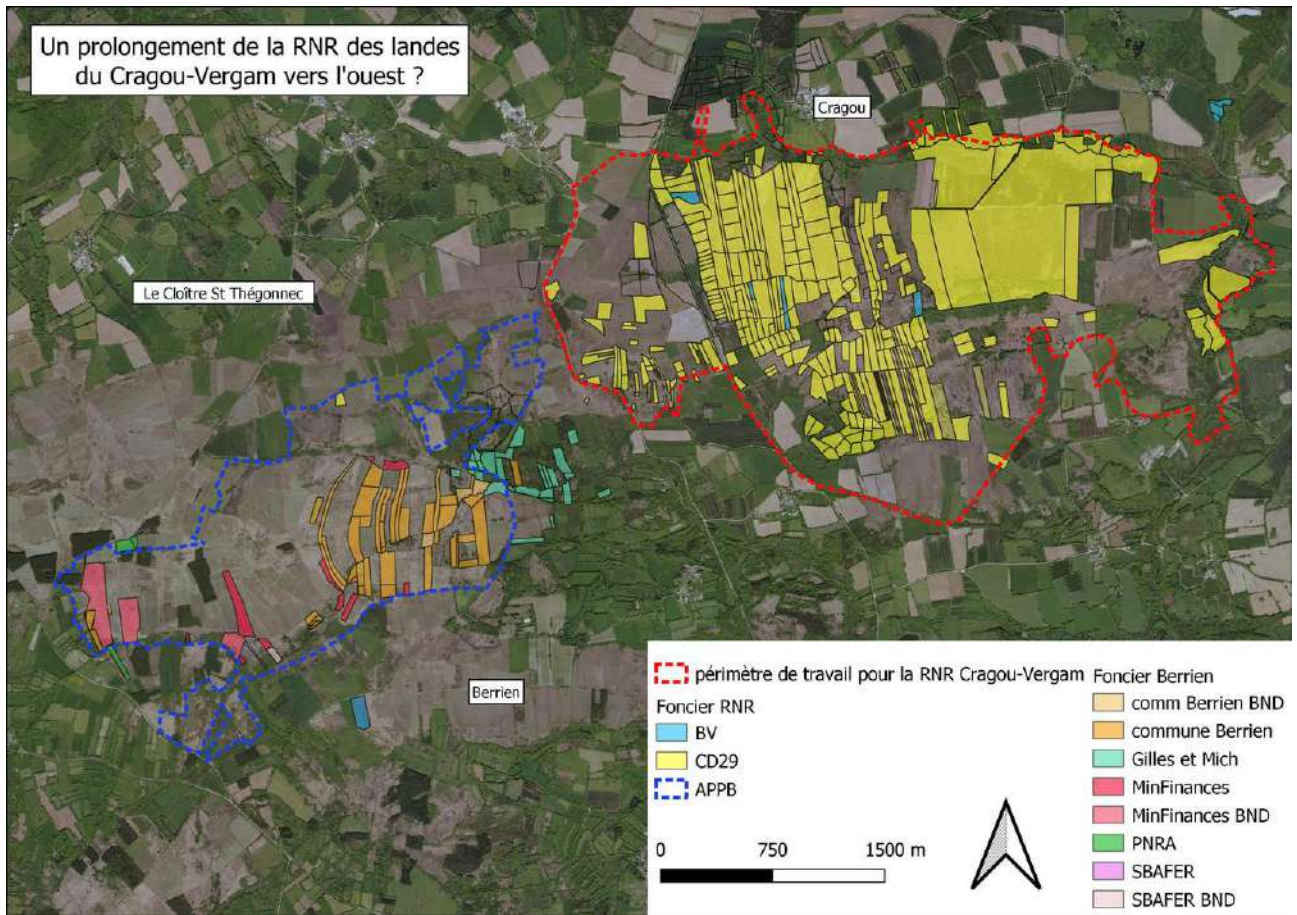 Un prolongement de la RNR des landes
du Cragou-Vergam vers l'ouest ?
Cragou
Le Cloître St Thégonnec
Berrien
périmètre de travail pour la RNR Cragou-Vergam
Foncier RNR
BV
CD29
APPB
0 750 1500 m
Foncier Berrien
comm Berrien BND
commune Berrien
Gilles et Mich
MinFinances
MinFinances BND
PNRA
SBAFER
SBAFER BND